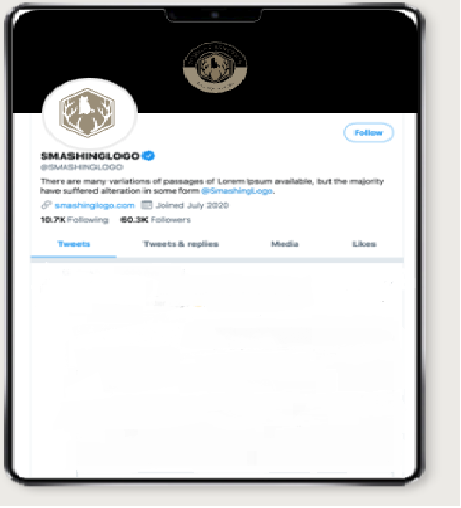 Follow
SMASHINGLOGO
@SMASHINGLOGO
There are many variations of passages of Lorem Ipsum available, but the majority
have suffered alteration in some form @SmashingLogo.
smashinglogo.com Joined July 2020
10.7K Following 60.3K Followers
Tweets Tweets & replies Media Likes